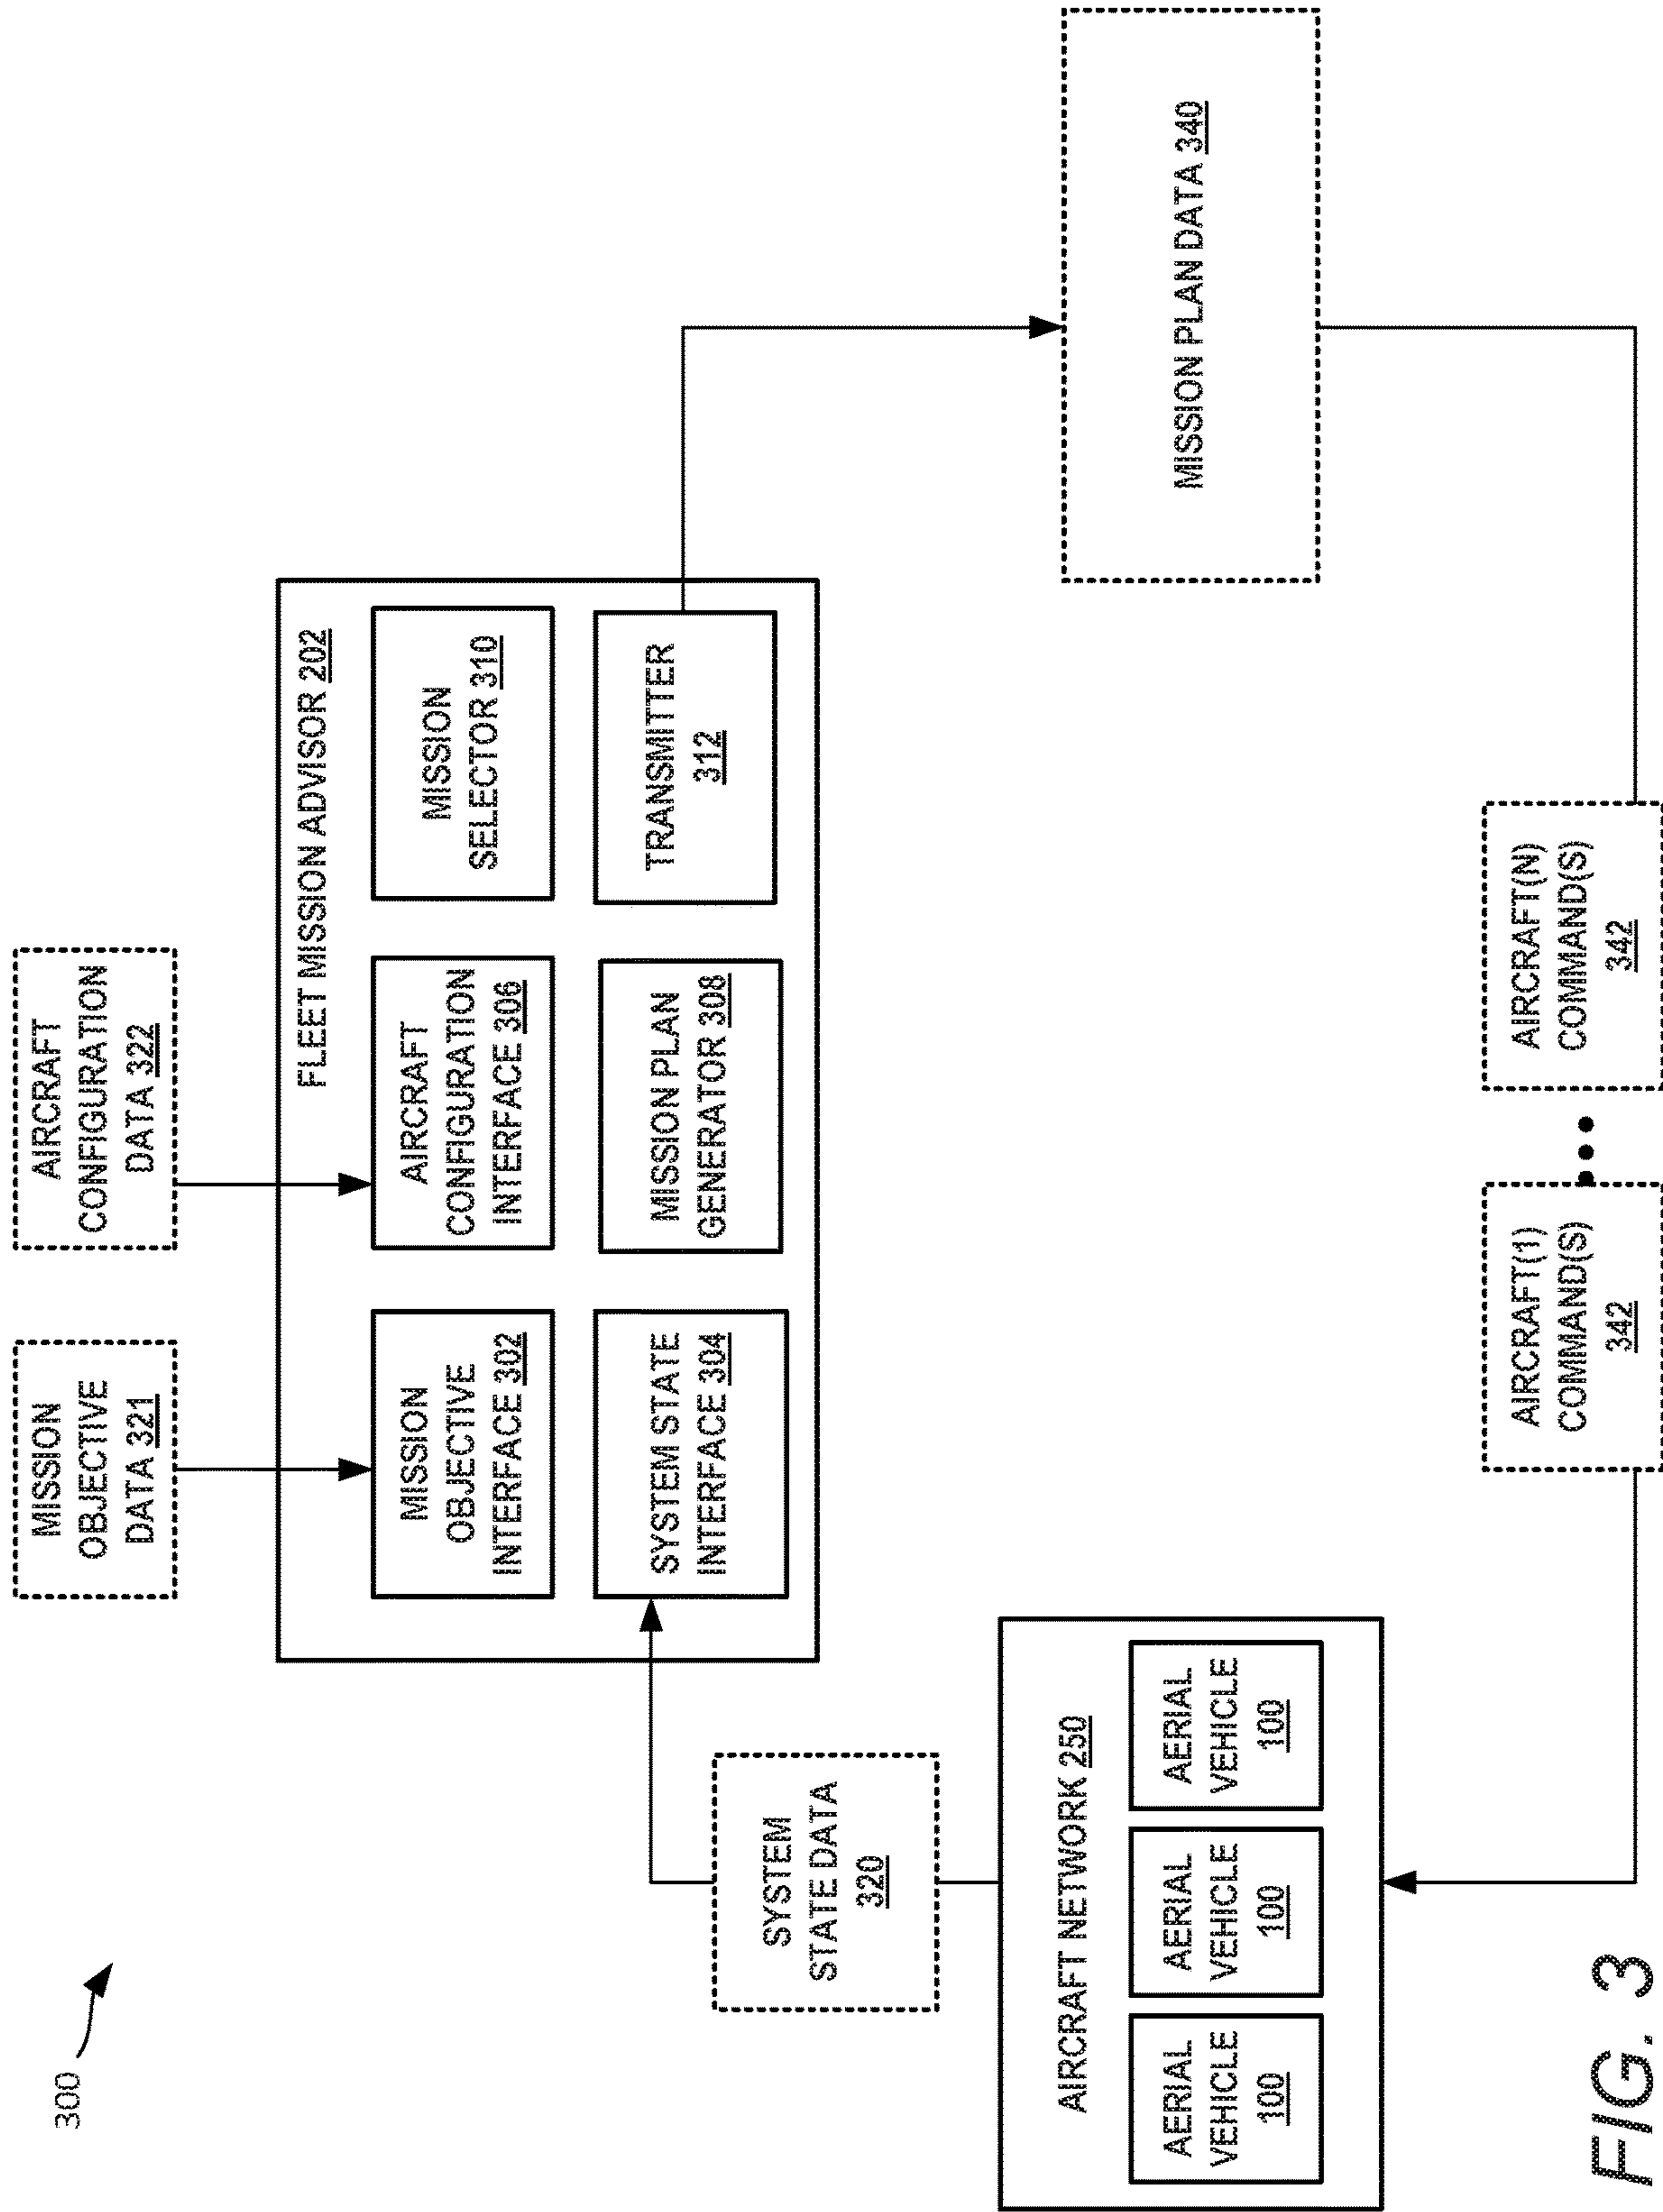 300
MISSION
OBJECTIVE
DATA 321
AIRCRAFT
CONFIGURATION
DATA 322
FLEET MISSION ADVISOR 202
MISSION
OBJECTIVE
INTERFACE 302
AIRCRAFT
CONFIGURATION
INTERFACE 306
MISSION
SELECTOR 310
SYSTEM STATE
INTERFACE 304
MISSION PLAN
GENERATOR 308
TRANSMITTER
312
SYSTEM
STATE DATA
320
AIRCRAFT NETWORK 250
AERIAL
VEHICLE
100
AERIAL
VEHICLE
100
AERIAL
VEHICLE
100
MISSION PLAN DATA 340
AIRCRAFT(1)
COMMAND(S)
342
AIRCRAFT(N)
COMMAND(S)
342
FIG. 3